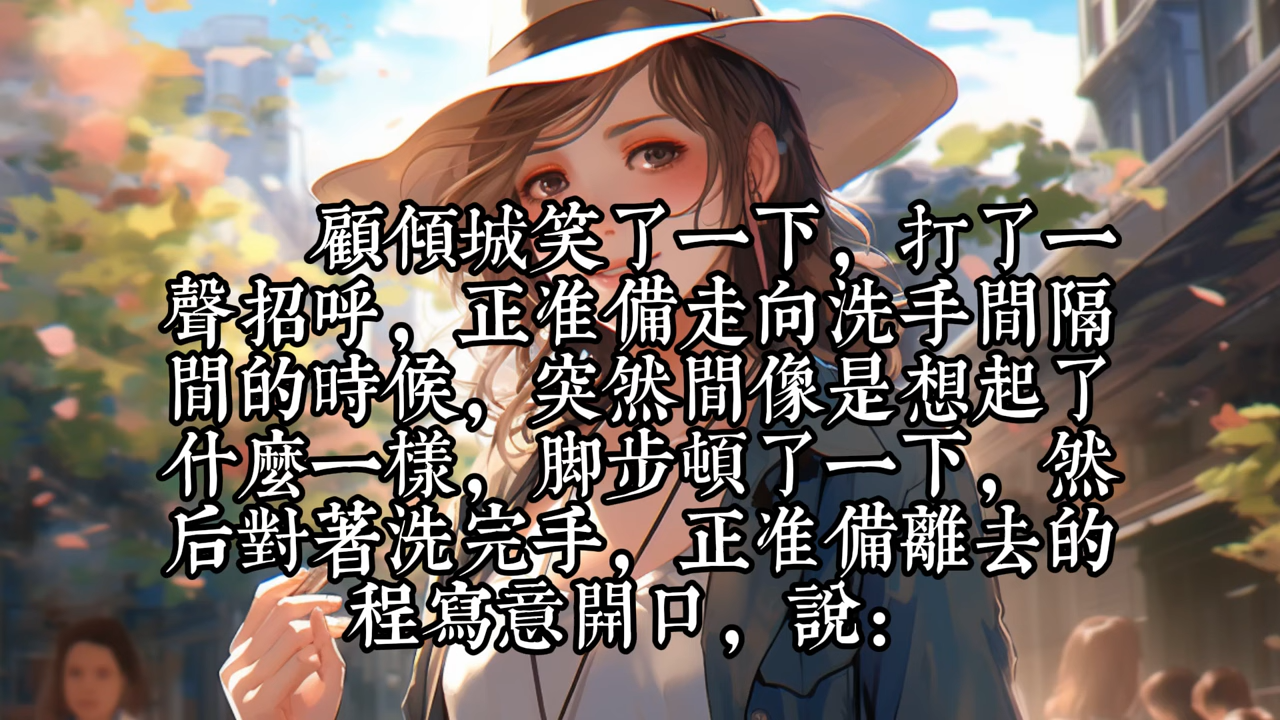 顧傾城笑了一下，打了一
聲招呼，正准備走向洗手間隔
間的時候，突然間像是想起了
什麼一樣，脚步頓了一下，然
后對著洗完手，正准備離去的
程寫意開口，說：